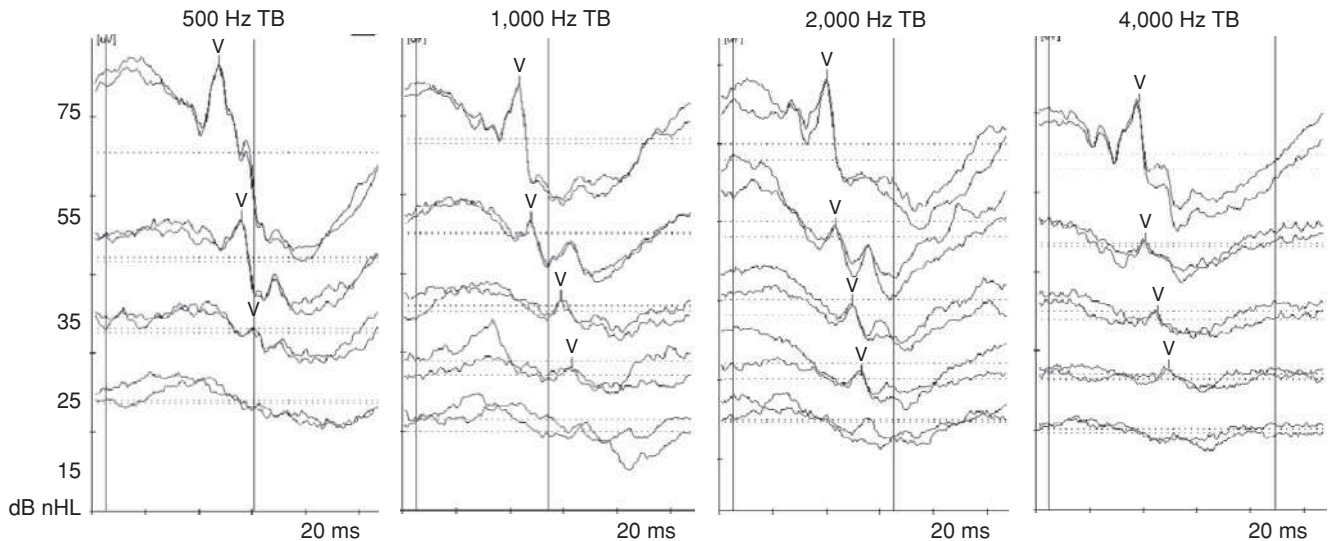 500 Hz TB 1,000 Hz TB 2,000 Hz TB 4,000 Hz TB
[uV]
V V V V
75
V V V V
55
V V V V
35
V V V
25
15
dB nHL
20 ms 20 ms 20 ms 20 ms